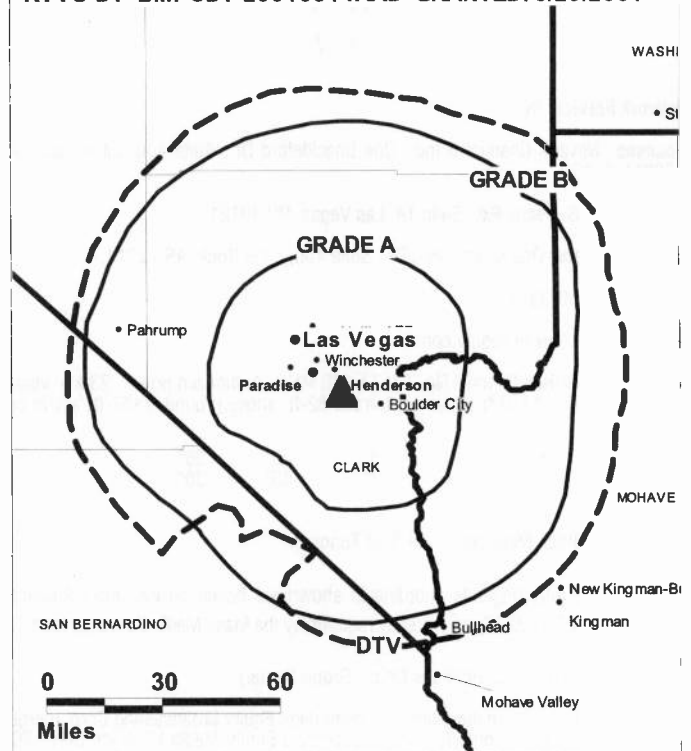 WASHI
GRADE B
GRADE A
Pahrump
Las Vegas
Winchester
Paradise
Henderson
Boulder City
CLARK
MOHAVE
New Kingman-Bu
Kingman
SAN BERNARDINO
Bullhead
DTV
Mohave Valley
0 30 60
Miles